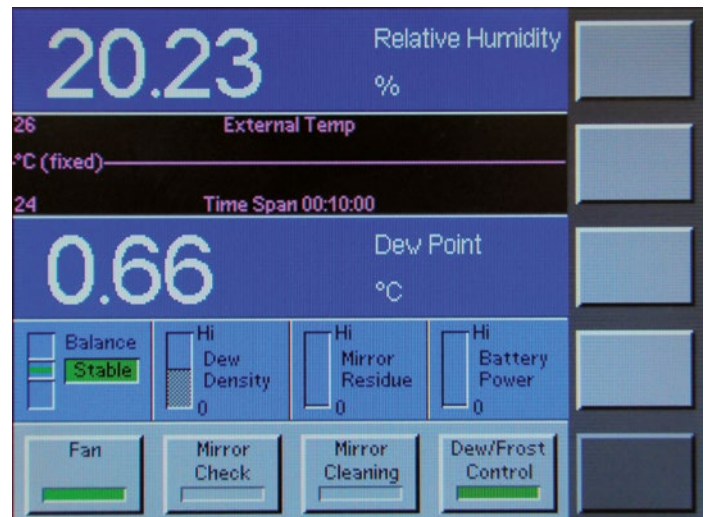 20.23
Relative Humidity
%
26
External Temp
°C (fixed)
24
Time Span 00:10:00
0.66
Dew Point
°C
Balance
Stable
Hi
Dew
Density
0
Hi
Mirror
Residue
0
Hi
Battery
Power
0
Fan
Mirror
Check
Mirror
Cleaning
Dew/Frost
Control